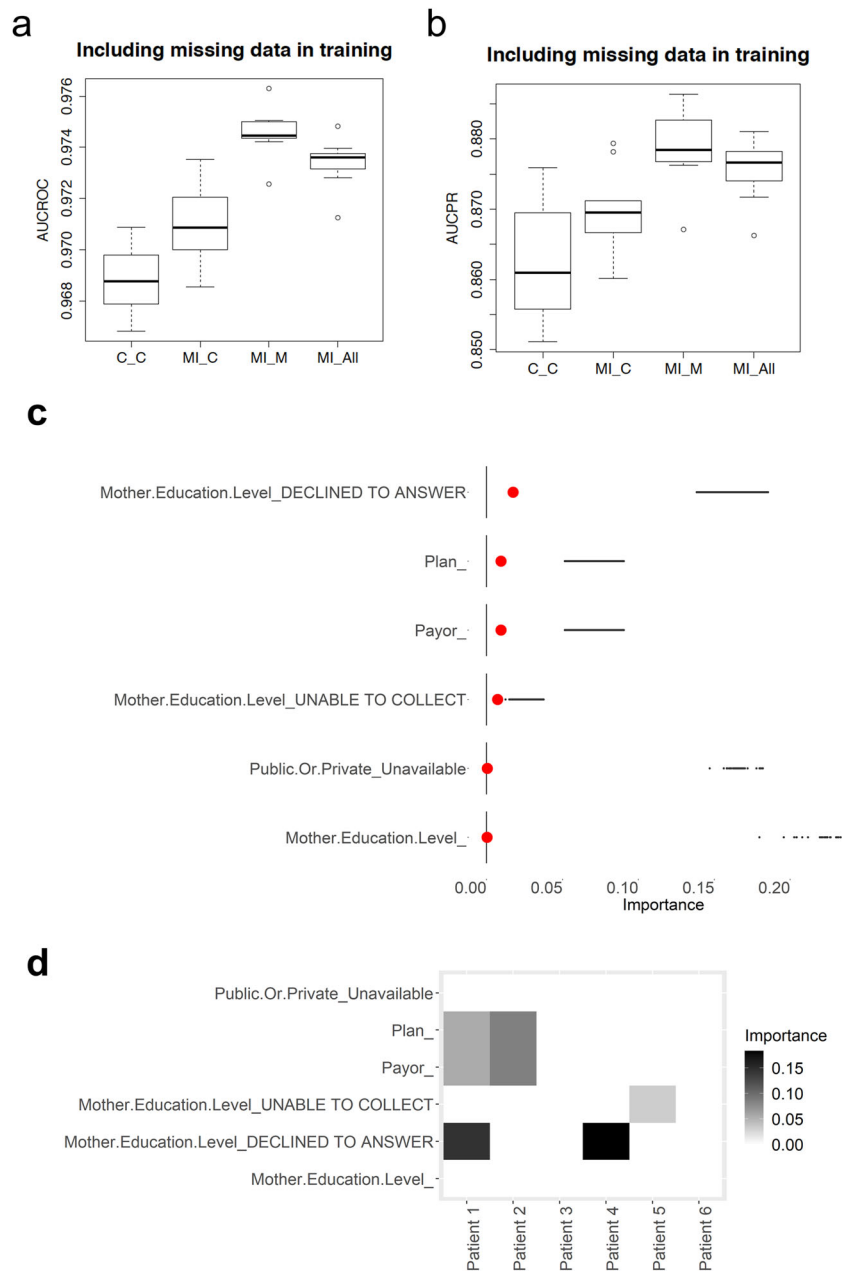 a
Including missing data in training
0.976
0.974
0.972
0.970
0.968
AUCROC
C_C MI_C MI_M MI_All
b
Including missing data in training
0.880
0.870
0.860
0.850
AUCPR
C_C MI_C MI_M MI_All
c
Mother.Education.Level_DECLINED TO ANSWER
Plan_
Payor_
Mother.Education.Level_UNABLE TO COLLECT
Public.Or.Private_Unavailable
Mother.Education.Level_
0.00 0.05 0.10 0.15 0.20
Importance
d
Public.Or.Private_Unavailable
Plan_
Payor_
Mother.Education.Level_UNABLE TO COLLECT
Mother.Education.Level_DECLINED TO ANSWER
Mother.Education.Level_
Patient 1
Patient 2
Patient 3
Patient 4
Patient 5
Patient 6
Importance
0.15
0.10
0.05
0.00